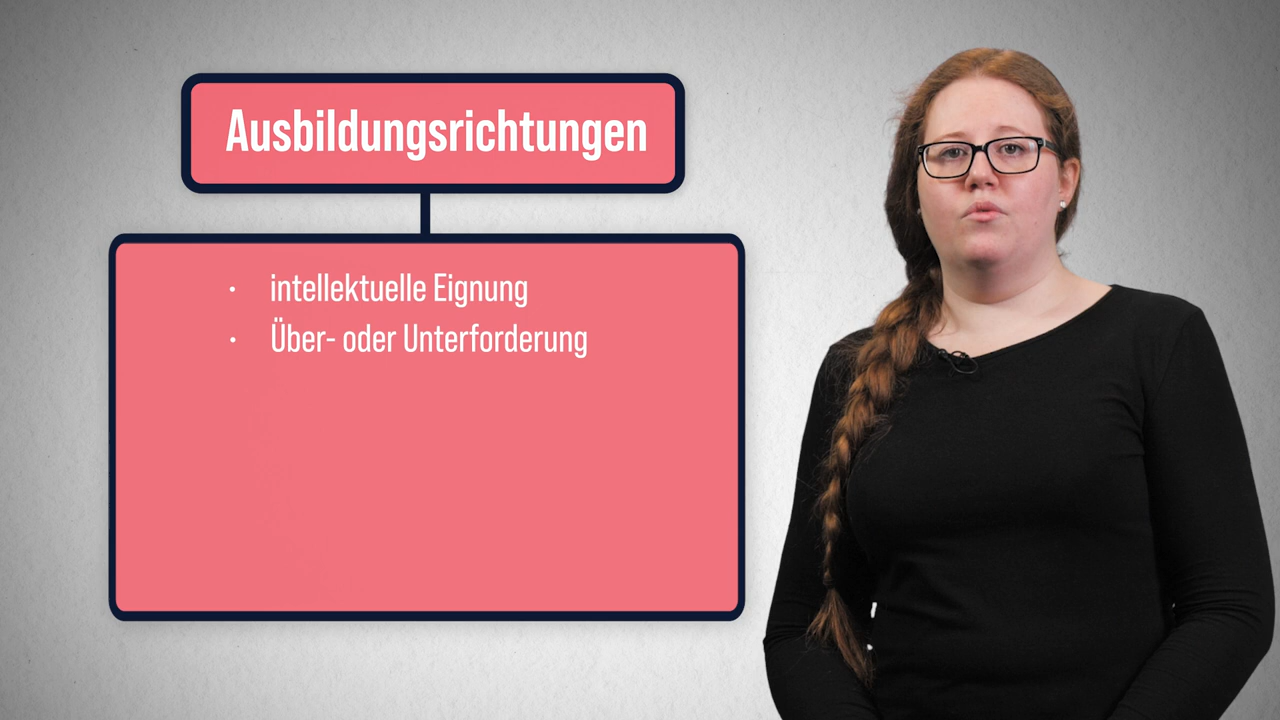 Ausbildungsrichtungen
· intellektuelle Eignung
· Über- oder Unterforderung